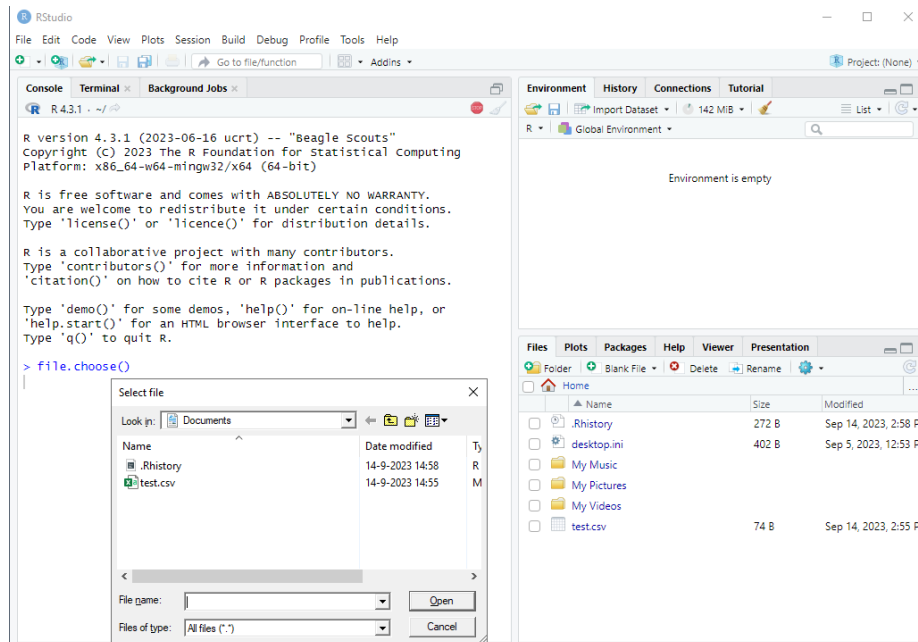 RStudio
File Edit Code View Plots Session Build Debug Profile Tools Help
Go to file/function Addins Project: (None)
Console Terminal Background Jobs
R 4.3.1 · ~/
R version 4.3.1 (2023-06-16 ucrt) -- "Beagle Scouts"
Copyright (C) 2023 The R Foundation for Statistical Computing
Platform: x86_64-w64-mingw32/x64 (64-bit)
R is free software and comes with ABSOLUTELY NO WARRANTY.
You are welcome to redistribute it under certain conditions.
Type 'license()' or 'licence()' for distribution details.
R is a collaborative project with many contributors.
Type 'contributors()' for more information and
'citation()' on how to cite R or R packages in publications.
Type 'demo()' for some demos, 'help()' for on-line help, or
'help.start()' for an HTML browser interface to help.
Type 'q()' to quit R.
> file.choose()
Select file
Look in: Documents
Name Date modified Ty
.Rhistory 14-9-2023 14:58 R
test.csv 14-9-2023 14:55 M
File name: Open
Files of type: All files (*.*) Cancel
Environment History Connections Tutorial
Import Dataset 142 MiB List
R Global Environment
Environment is empty
Files Plots Packages Help Viewer Presentation
Folder Blank File Delete Rename
Home
Name Size Modified
.Rhistory 272 B Sep 14, 2023, 2:58 P
desktop.ini 402 B Sep 5, 2023, 12:53 P
My Music
My Pictures
My Videos
test.csv 74 B Sep 14, 2023, 2:55 P